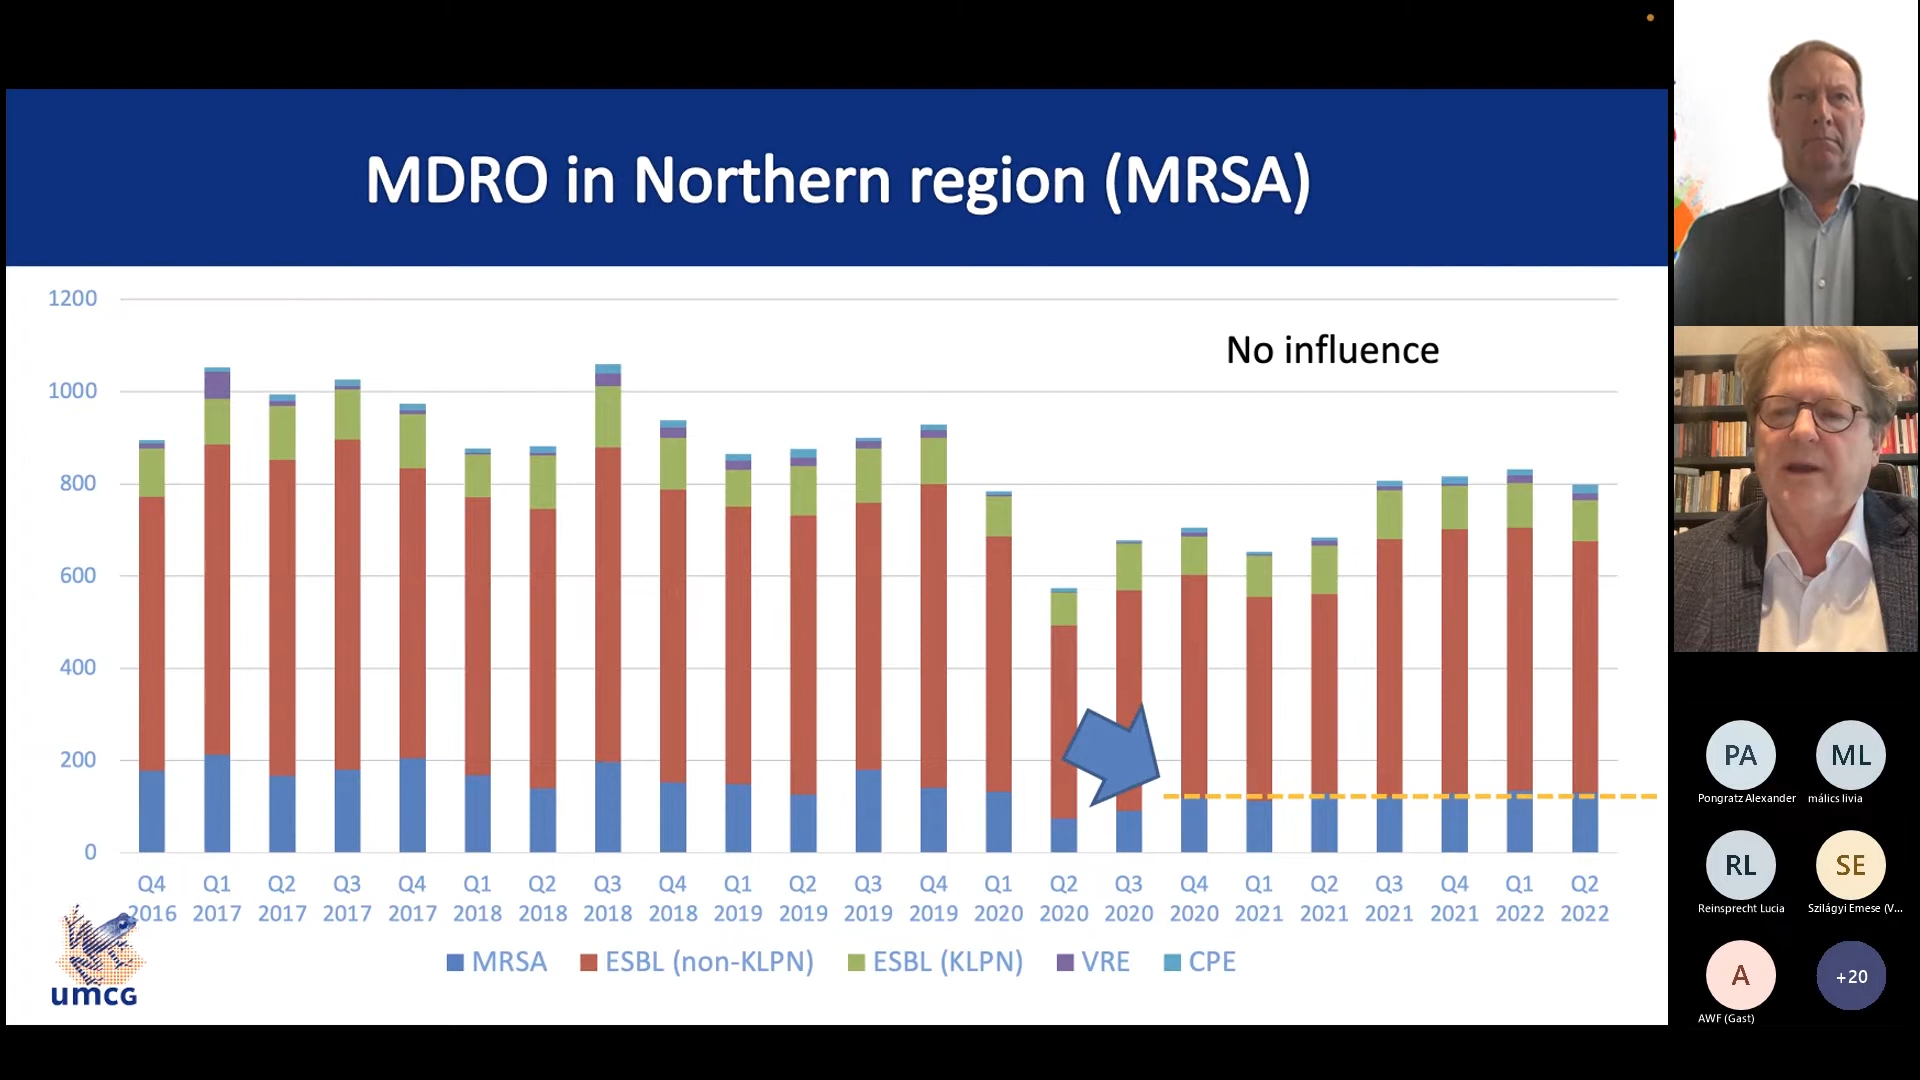 MDRO in Northern region (MRSA)
No influence
1200
1000
800
600
400
200
0
Q4 Q1 Q2 Q3 Q4 Q1 Q2 Q3 Q4 Q1 Q2 Q3 Q4 Q1 Q2 Q3 Q4 Q1 Q2 Q3 Q4 Q1 Q2
2016 2017 2017 2017 2017 2018 2018 2018 2018 2019 2019 2019 2019 2020 2020 2020 2020 2021 2021 2021 2021 2022 2022
MRSA ESBL (non-KLPN) ESBL (KLPN) VRE CPE
umcg
PA ML
Pongratz Alexander málics livia
RL SE
Reinsprecht Lucia Szilágyi Emese (V...
A +20
AWF (Gast)